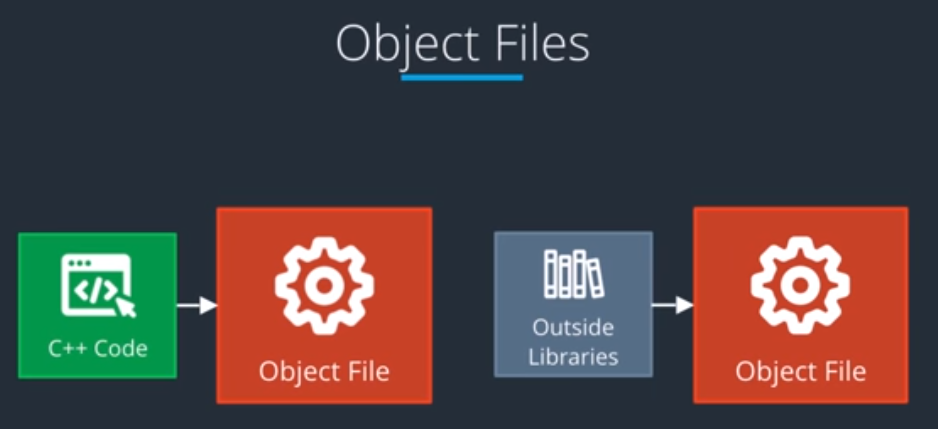 Object Files
</>
C++ Code
Object File
Outside
Libraries
Object File